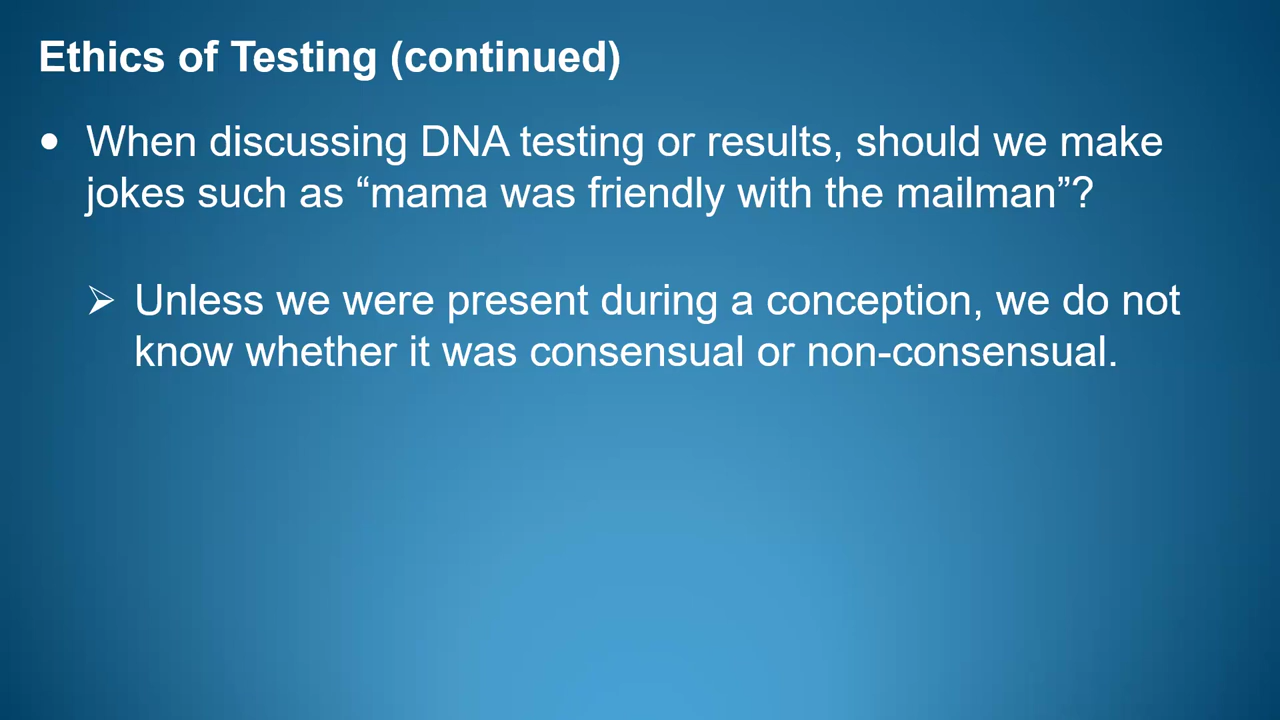 Ethics of Testing (continued)
• When discussing DNA testing or results, should we make
jokes such as “mama was friendly with the mailman”?
➢ Unless we were present during a conception, we do not
know whether it was consensual or non-consensual.